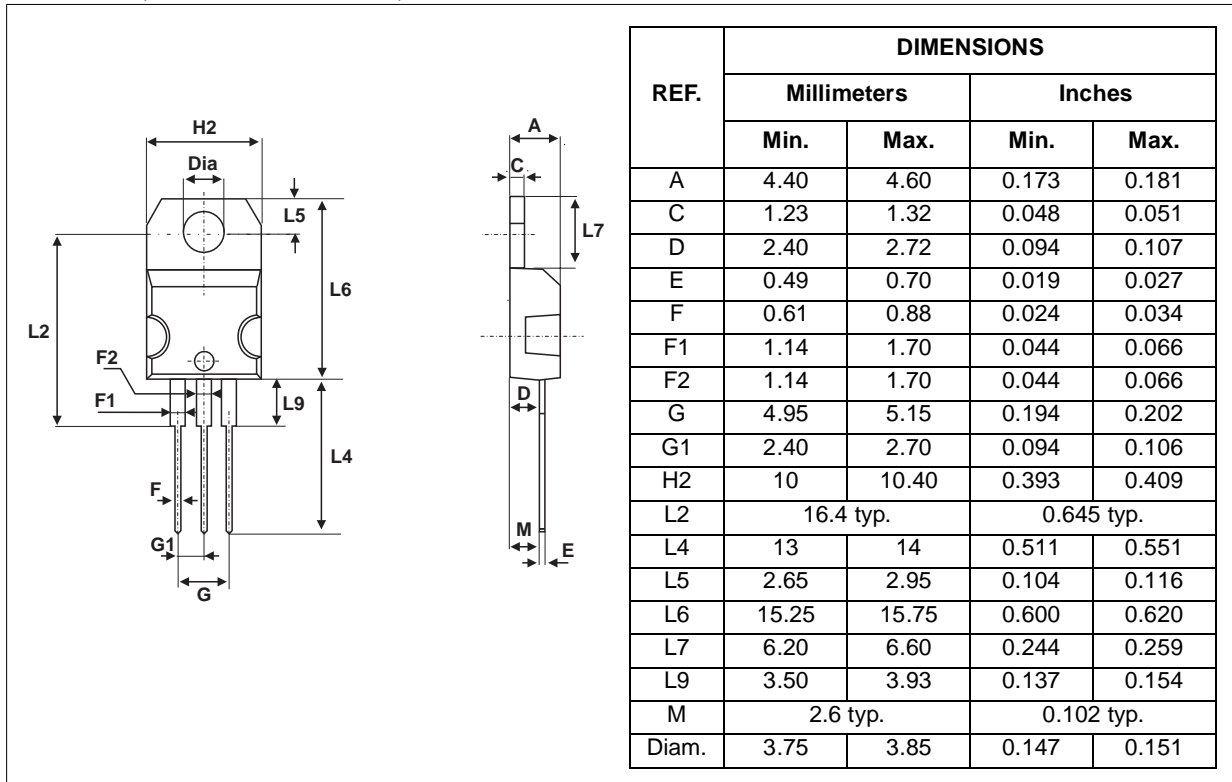 H2
Dia
L5
L6
L2
F2
F1
L9
L4
F
G1
G
A
C
L7
D
M
E
REF. DIMENSIONS
Millimeters Inches
Min. Max. Min. Max.
A 4.40 4.60 0.173 0.181
C 1.23 1.32 0.048 0.051
D 2.40 2.72 0.094 0.107
E 0.49 0.70 0.019 0.027
F 0.61 0.88 0.024 0.034
F1 1.14 1.70 0.044 0.066
F2 1.14 1.70 0.044 0.066
G 4.95 5.15 0.194 0.202
G1 2.40 2.70 0.094 0.106
H2 10 10.40 0.393 0.409
L2 16.4 typ. 0.645 typ.
L4 13 14 0.511 0.551
L5 2.65 2.95 0.104 0.116
L6 15.25 15.75 0.600 0.620
L7 6.20 6.60 0.244 0.259
L9 3.50 3.93 0.137 0.154
M 2.6 typ. 0.102 typ.
Diam. 3.75 3.85 0.147 0.151